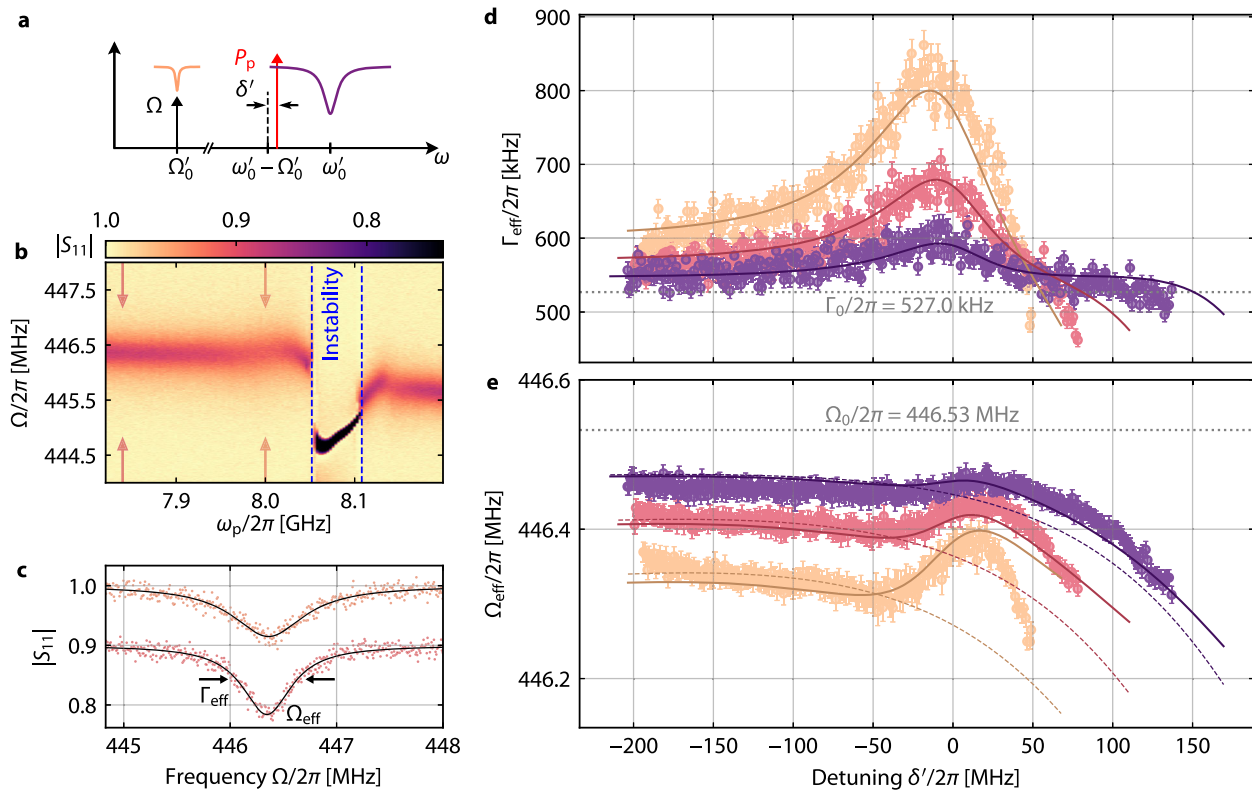 a
P_p
δ′
Ω
Ω′_0
ω′_0 − Ω′_0
ω′_0
ω
1.0 0.9 0.8
|S_11|
b
447.5
446.5
445.5
444.5
Ω/2π [MHz]
Instability
7.9 8.0 8.1
ω_p/2π [GHz]
c
1.0
0.9
0.8
|S_11|
Γ_eff
Ω_eff
445 446 447 448
Frequency Ω/2π [MHz]
d
900
800
700
600
500
Γ_eff/2π [kHz]
Γ_0/2π = 527.0 kHz
e
446.6
446.4
446.2
Ω_eff/2π [MHz]
Ω_0/2π = 446.53 MHz
−200 −150 −100 −50 0 50 100 150
Detuning δ′/2π [MHz]